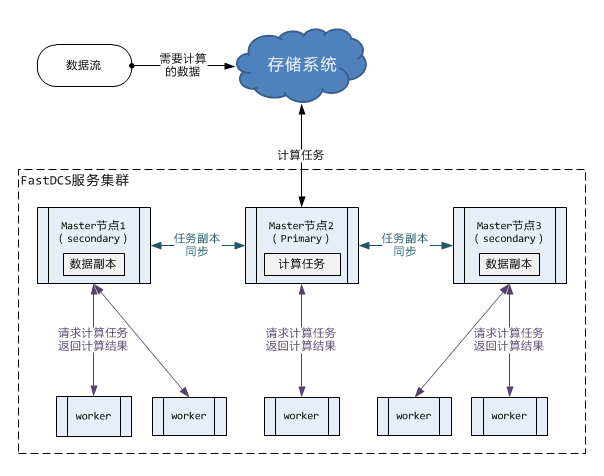 数据流
需要计算
的数据
存储系统
计算任务
FastDCS服务集群
Master节点1
( secondary )
数据副本
任务副本
同步
Master节点2
( Primary )
计算任务
任务副本
同步
Master节点3
( secondary )
数据副本
请求计算任务
返回计算结果
请求计算任务
返回计算结果
请求计算任务
返回计算结果
worker
worker
worker
worker
worker